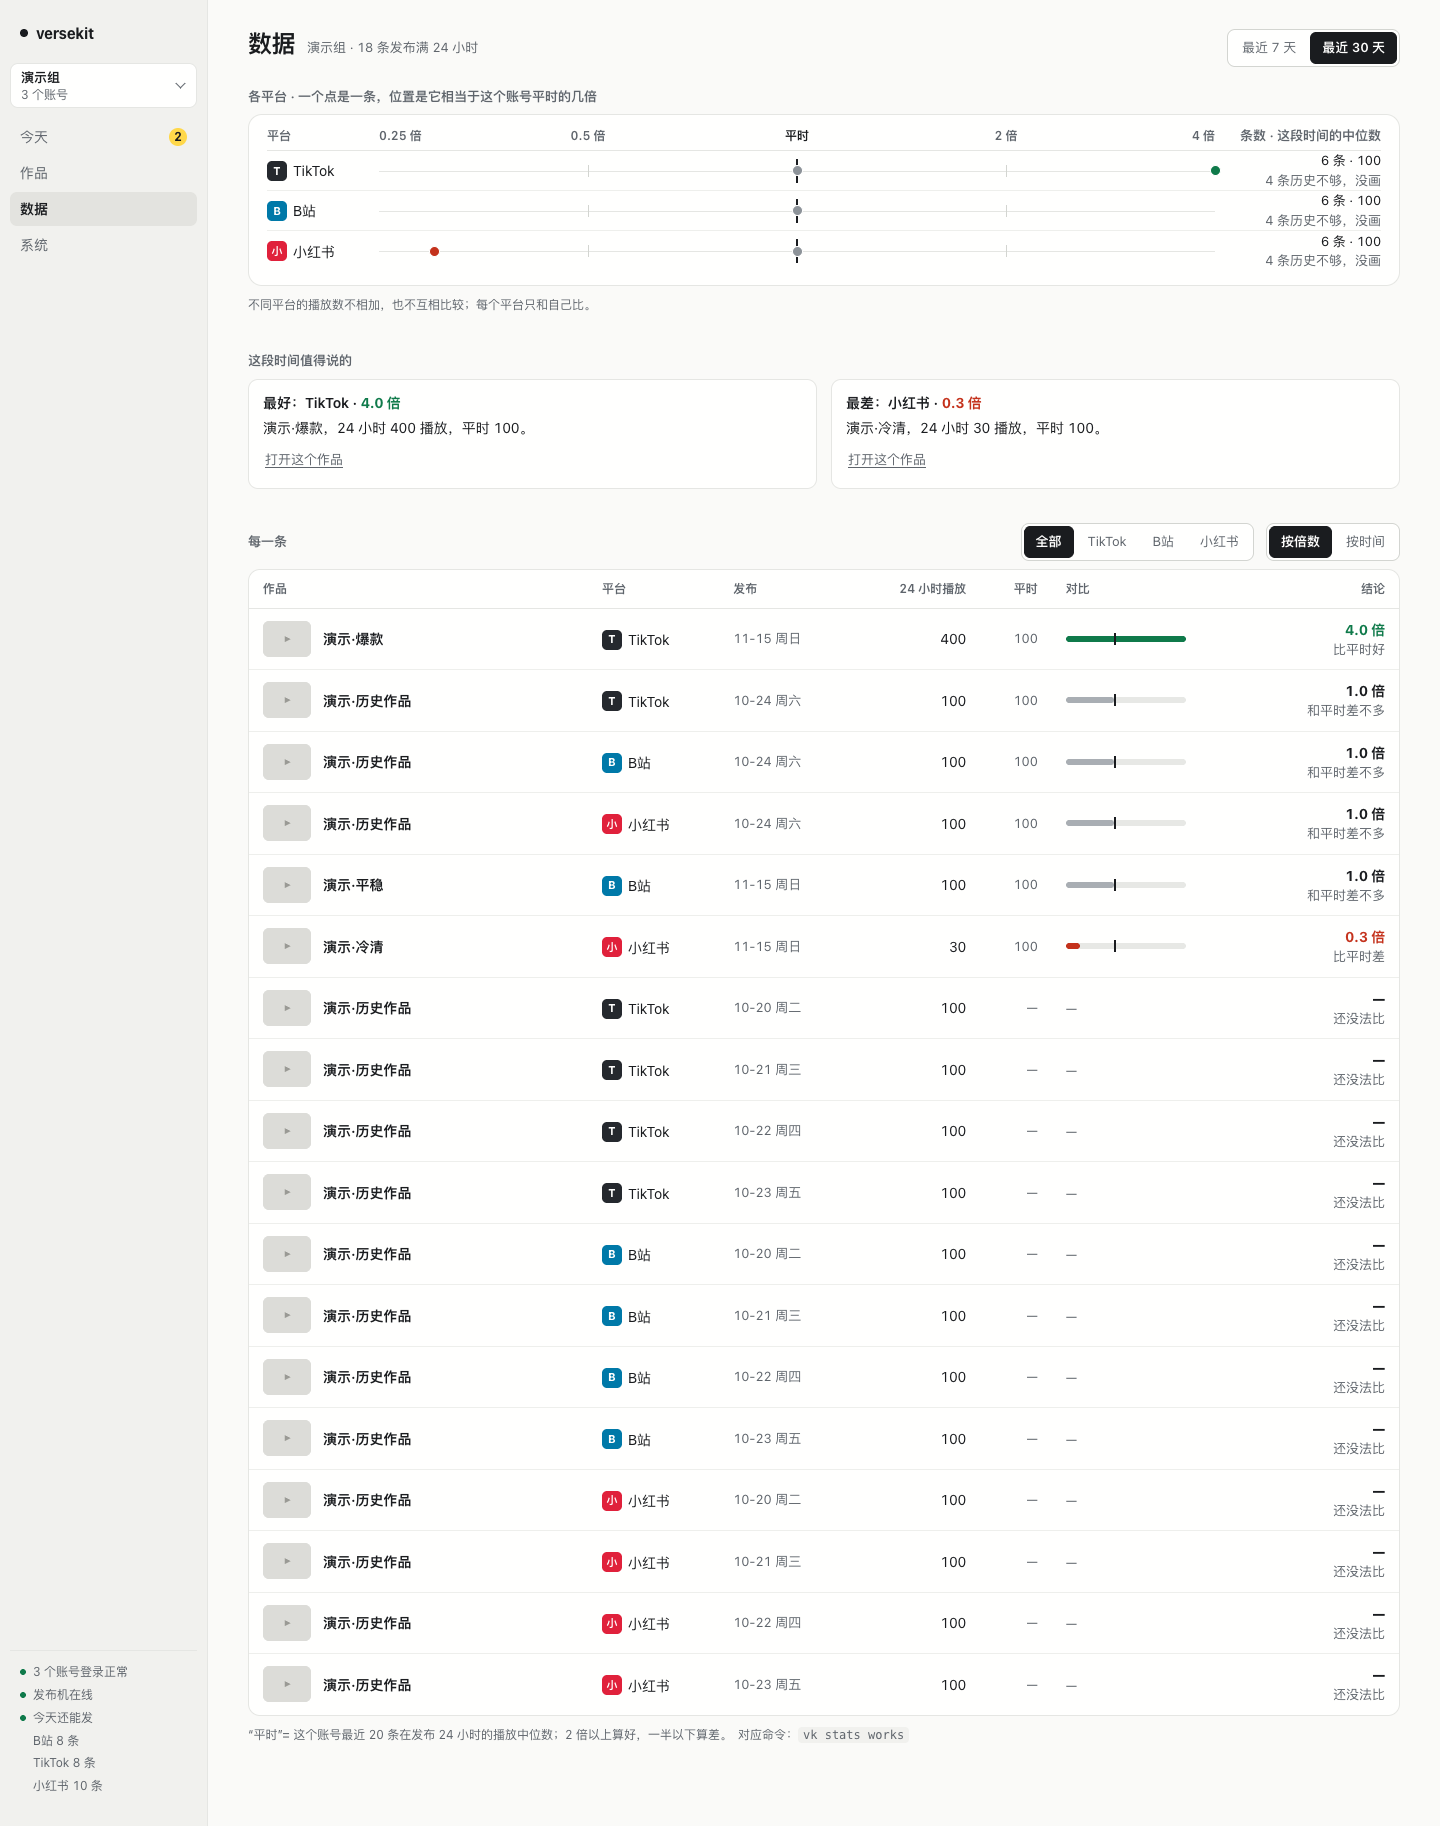 versekit
演示组
3 个账号
今天 2
作品
数据
系统
3 个账号登录正常
发布机在线
今天还能发
B站 8 条
TikTok 8 条
小红书 10 条
数据 演示组 · 18 条发布满 24 小时
最近 7 天 最近 30 天
各平台 · 一个点是一条，位置是它相当于这个账号平时的几倍
平台 0.25 倍 0.5 倍 平时 2 倍 4 倍 条数 · 这段时间的中位数
T TikTok 6 条 · 100
4 条历史不够，没画
B B站 6 条 · 100
4 条历史不够，没画
小 小红书 6 条 · 100
4 条历史不够，没画
不同平台的播放数不相加，也不互相比较；每个平台只和自己比。
这段时间值得说的
最好：TikTok · 4.0 倍
演示·爆款，24 小时 400 播放，平时 100。
打开这个作品
最差：小红书 · 0.3 倍
演示·冷清，24 小时 30 播放，平时 100。
打开这个作品
每一条 全部 TikTok B站 小红书 按倍数 按时间
作品 平台 发布 24 小时播放 平时 对比 结论
演示·爆款 T TikTok 11-15 周日 400 100 4.0 倍
比平时好
演示·历史作品 T TikTok 10-24 周六 100 100 1.0 倍
和平时差不多
演示·历史作品 B B站 10-24 周六 100 100 1.0 倍
和平时差不多
演示·历史作品 小 小红书 10-24 周六 100 100 1.0 倍
和平时差不多
演示·平稳 B B站 11-15 周日 100 100 1.0 倍
和平时差不多
演示·冷清 小 小红书 11-15 周日 30 100 0.3 倍
比平时差
演示·历史作品 T TikTok 10-20 周二 100 — — —
还没法比
演示·历史作品 T TikTok 10-21 周三 100 — — —
还没法比
演示·历史作品 T TikTok 10-22 周四 100 — — —
还没法比
演示·历史作品 T TikTok 10-23 周五 100 — — —
还没法比
演示·历史作品 B B站 10-20 周二 100 — — —
还没法比
演示·历史作品 B B站 10-21 周三 100 — — —
还没法比
演示·历史作品 B B站 10-22 周四 100 — — —
还没法比
演示·历史作品 B B站 10-23 周五 100 — — —
还没法比
演示·历史作品 小 小红书 10-20 周二 100 — — —
还没法比
演示·历史作品 小 小红书 10-21 周三 100 — — —
还没法比
演示·历史作品 小 小红书 10-22 周四 100 — — —
还没法比
演示·历史作品 小 小红书 10-23 周五 100 — — —
还没法比
“平时”= 这个账号最近 20 条在发布 24 小时的播放中位数；2 倍以上算好，一半以下算差。 对应命令： vk stats works